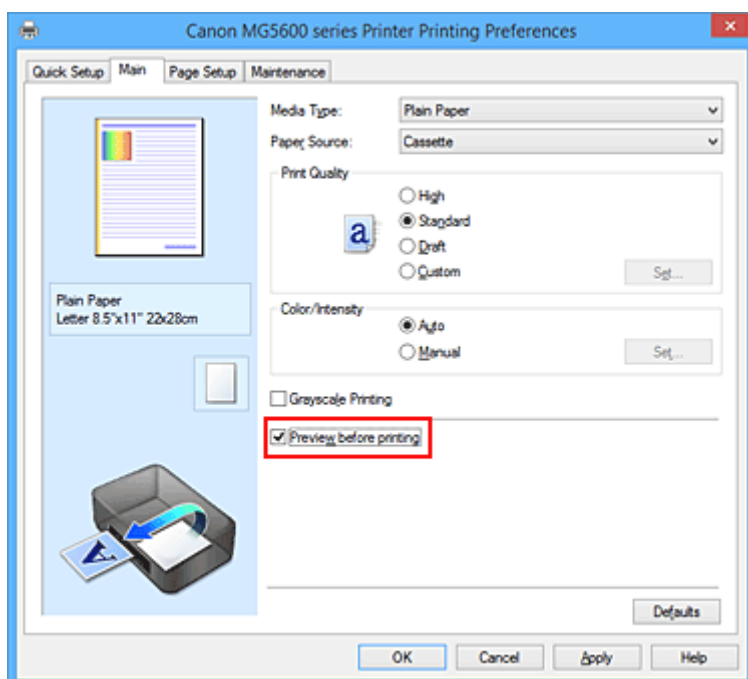 Canon MG5600 series Printer Printing Preferences
Quick Setup Main Page Setup Maintenance
Media Type: Plain Paper
Paper Source: Cassette
Print Quality
High
a Standard
Draft
Custom Set...
Plain Paper
Letter 8.5"x11" 22x28cm
Color/Intensity
Auto
Manual Set...
Grayscale Printing
Preview before printing
A
Defaults
OK Cancel Apply Help